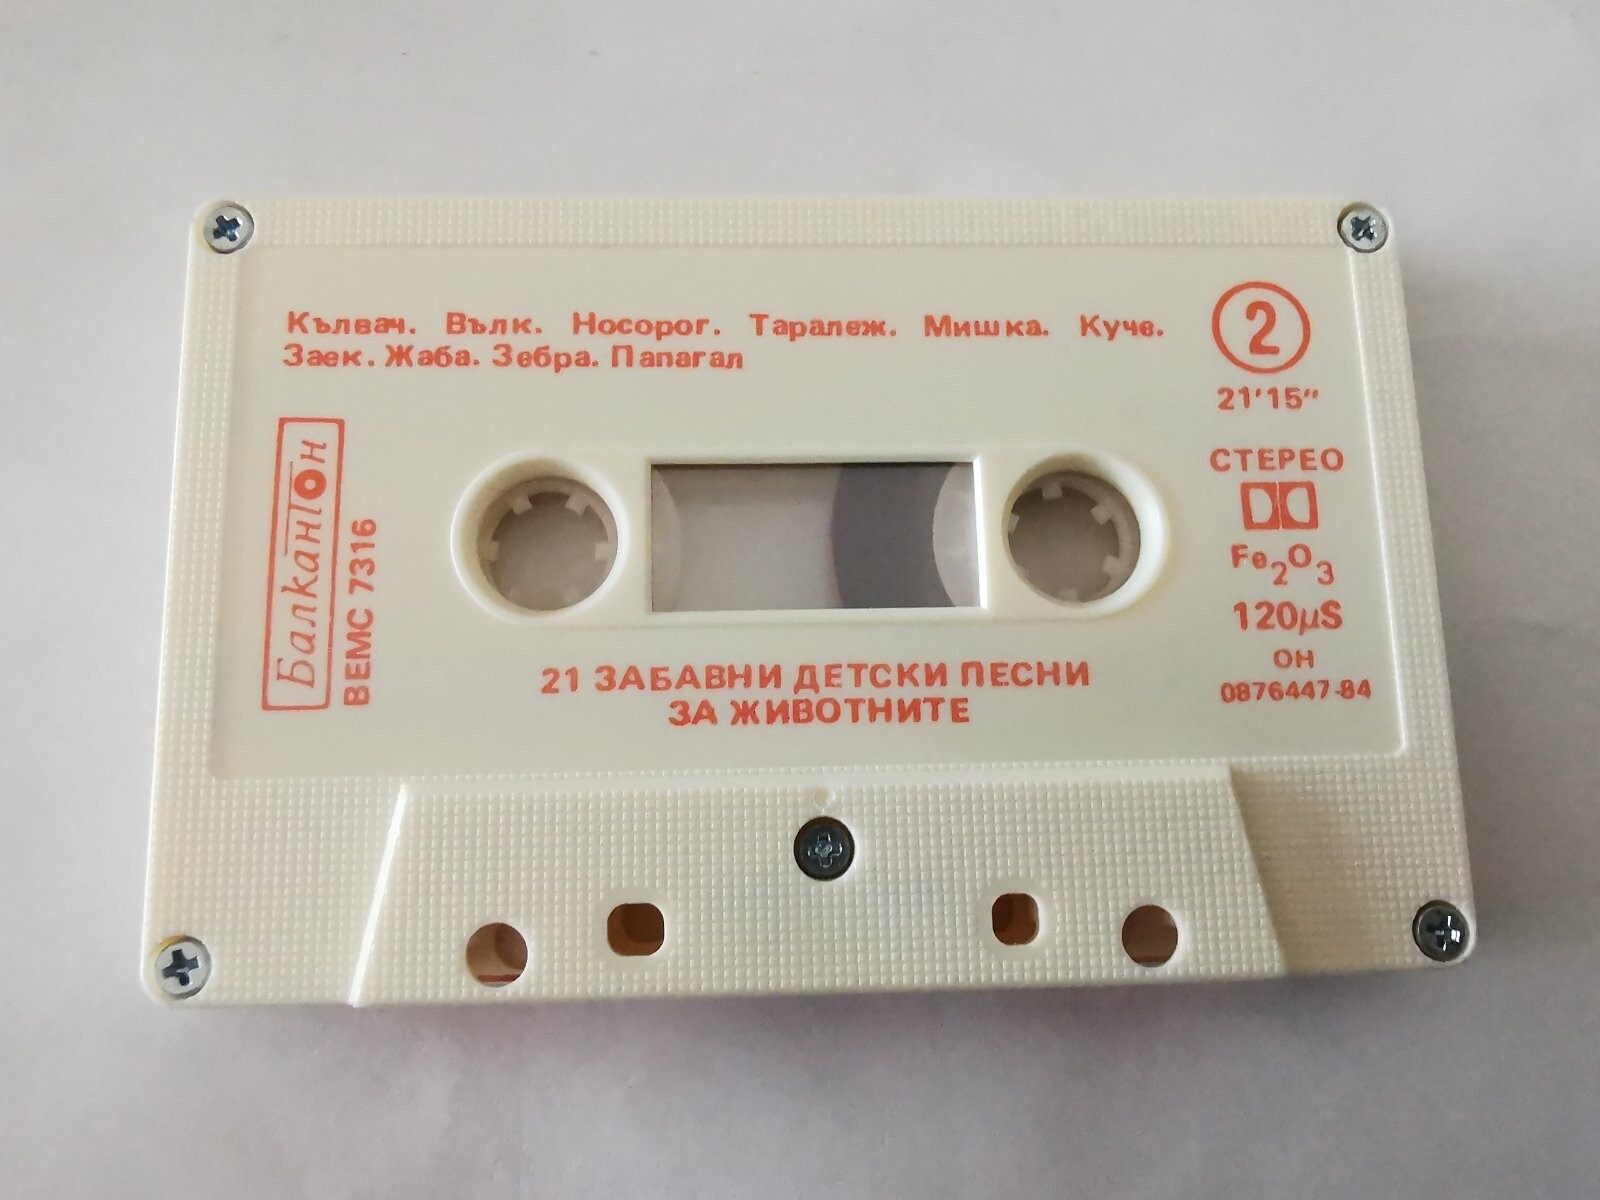 Кълвач. Вълк. Носорог. Таралеж. Мишка. Куче.
Заек. Жаба. Зебра. Папагал
2
21'15"
Балкантон
ВЕМС 7316
СТЕРЕО
Fe2O3
120µS
ОН
0876447-84
21 ЗАБАВНИ ДЕТСКИ ПЕСНИ
ЗА ЖИВОТНИТЕ